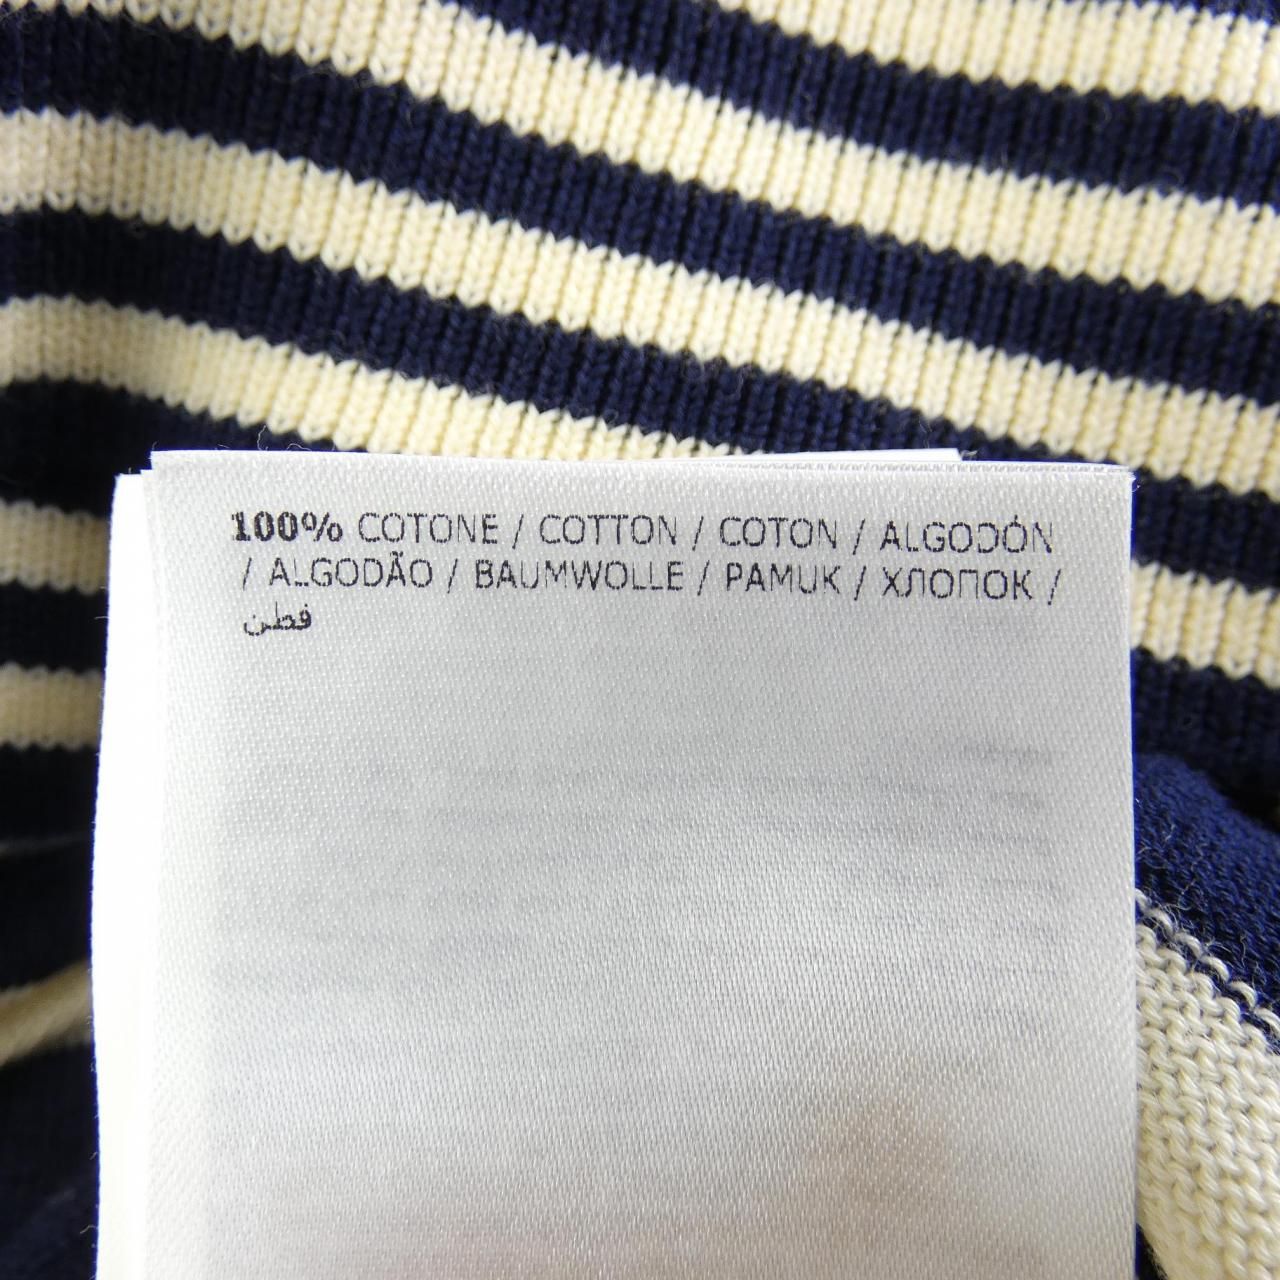 100% COTONE / COTTON / COTON / ALGODÓN
/ ALGODÃO / BAUMWOLLE / PAMUK / ХЛОПОК /
قطن